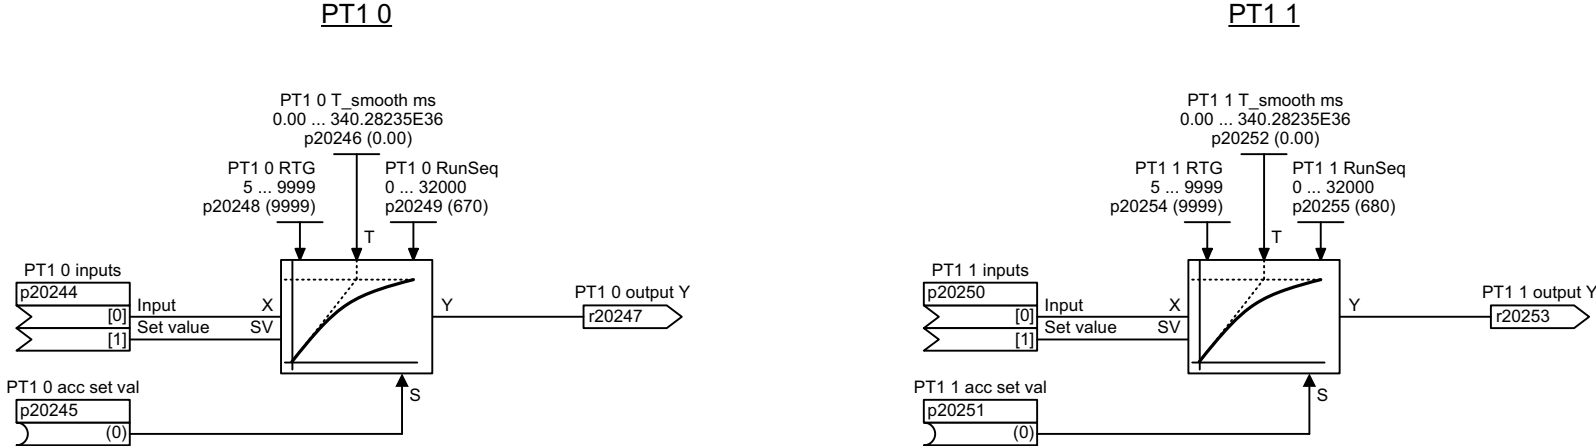 PT1 0
PT1 0 T_smooth ms
0.00 ... 340.28235E36
p20246 (0.00)
PT1 0 RTG
5 ... 9999
p20248 (9999)
PT1 0 RunSeq
0 ... 32000
p20249 (670)
T
PT1 0 inputs
p20244
[0]
[1]
Input
X
Set value
SV
Y
PT1 0 output Y
r20247
PT1 0 acc set val
p20245
(0)
S
PT1 1
PT1 1 T_smooth ms
0.00 ... 340.28235E36
p20252 (0.00)
PT1 1 RTG
5 ... 9999
p20254 (9999)
PT1 1 RunSeq
0 ... 32000
p20255 (680)
T
PT1 1 inputs
p20250
[0]
[1]
Input
X
Set value
SV
Y
PT1 1 output Y
r20253
PT1 1 acc set val
p20251
(0)
S